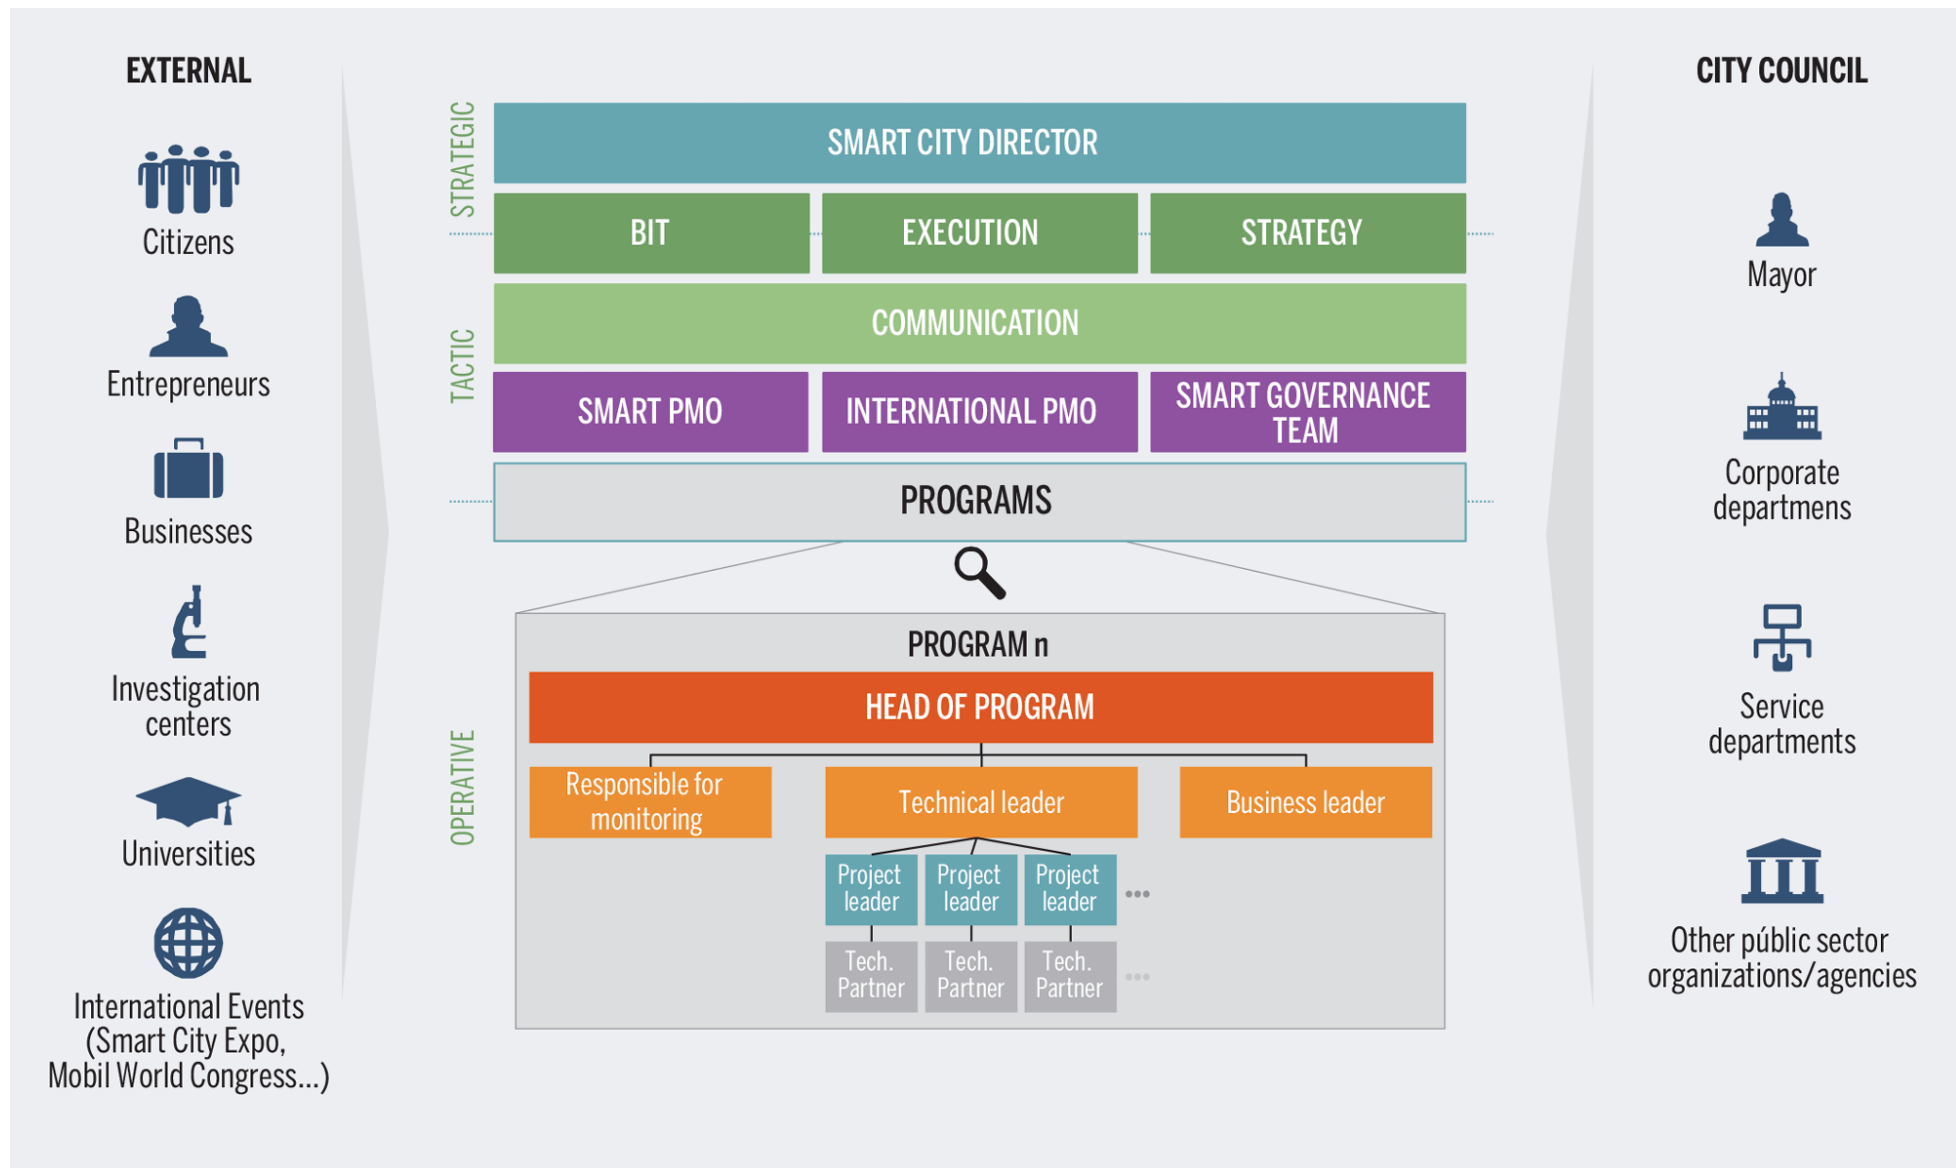 EXTERNAL
Citizens
Entrepreneurs
Businesses
Investigation
centers
Universities
International Events
(Smart City Expo,
Mobil World Congress...)
STRATEGIC
SMART CITY DIRECTOR
BIT
EXECUTION
STRATEGY
TACTIC
COMMUNICATION
SMART PMO
INTERNATIONAL PMO
SMART GOVERNANCE
TEAM
PROGRAMS
OPERATIVE
PROGRAM n
HEAD OF PROGRAM
Responsible for
monitoring
Technical leader
Business leader
Project
leader
Project
leader
Project
leader
•••
Tech.
Partner
Tech.
Partner
Tech.
Partner
•••
CITY COUNCIL
Mayor
Corporate
departmens
Service
departments
Other públic sector
organizations/agencies